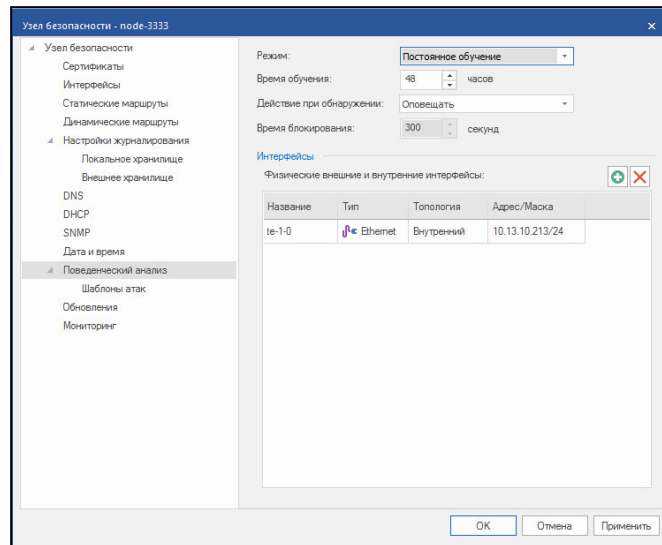 Узел безопасности - node-3333
Узел безопасности
Сертификаты
Интерфейсы
Статические маршруты
Динамические маршруты
Настройки журналирования
Локальное хранилище
Внешнее хранилище
DNS
DHCP
SNMP
Дата и время
Поведенческий анализ
Шаблоны атак
Обновления
Мониторинг
Режим: Постоянное обучение
Время обучения: 48 часов
Действие при обнаружении: Оповещать
Время блокирования: 300 секунд
Интерфейсы
Физические внешние и внутренние интерфейсы:
Название Тип Топология Адрес/Маска
te-1-0 Ethernet Внутренний 10.13.10.213/24
OK Отмена Применить